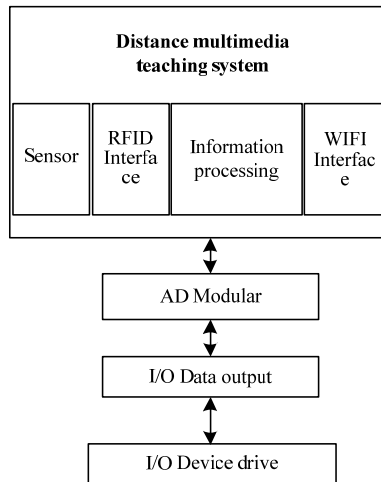 Distance multimedia
teaching system
Sensor
RFID
Interfa
ce
Information
processing
WIFI
Interfac
e
AD Modular
I/O Data output
I/O Device drive